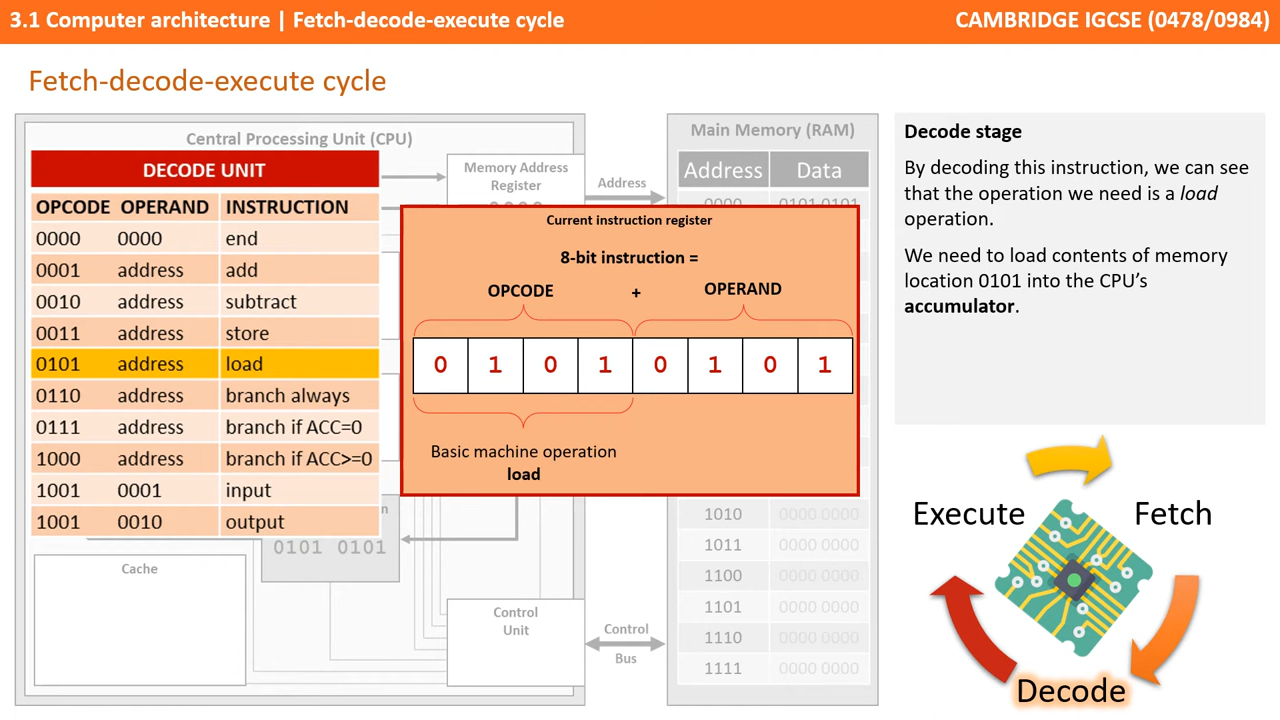 3.1 Computer architecture | Fetch-decode-execute cycle
CAMBRIDGE IGCSE (0478/0984)
Fetch-decode-execute cycle
Central Processing Unit (CPU)
DECODE UNIT
OPCODE OPERAND INSTRUCTION
0000 0000 end
0001 address add
0010 address subtract
0011 address store
0101 address load
0110 address branch always
0111 address branch if ACC=0
1000 address branch if ACC>=0
1001 0001 input
1001 0010 output
0101 0101
Cache
Memory Address
Register
Address
Current instruction register
8-bit instruction =
OPCODE + OPERAND
0 1 0 1 0 1 0 1
Basic machine operation
load
Control
Unit
Control
Bus
Main Memory (RAM)
Address Data
0000 0101 0101
1010 0000 0000
1011 0000 0000
1100 0000 0000
1101 0000 0000
1110 0000 0000
1111 0000 0000
Decode stage
By decoding this instruction, we can see
that the operation we need is a load
operation.
We need to load contents of memory
location 0101 into the CPU’s
accumulator.
Execute
Fetch
Decode